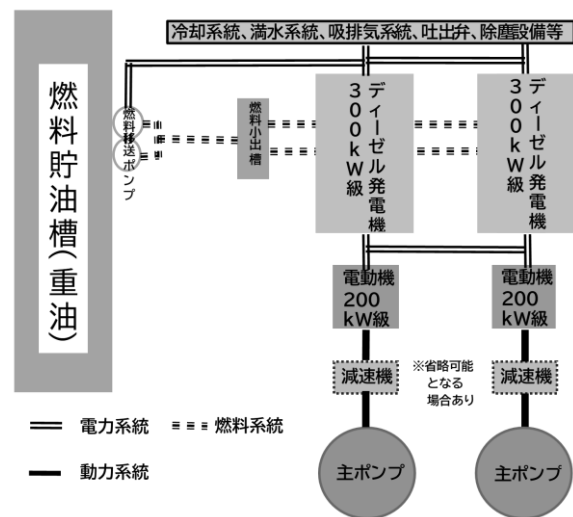 冷却系統、満水系統、吸排気系統、吐出弁、除塵設備等
燃料貯油槽(重油)
燃料移送ポンプ
燃料小出槽
ディーゼル発電機
300kW級
ディーゼル発電機
300kW級
電動機
200
kW級
電動機
200
kW級
減速機
※省略可能
となる
場合あり
減速機
電力系統
燃料系統
動力系統
主ポンプ
主ポンプ